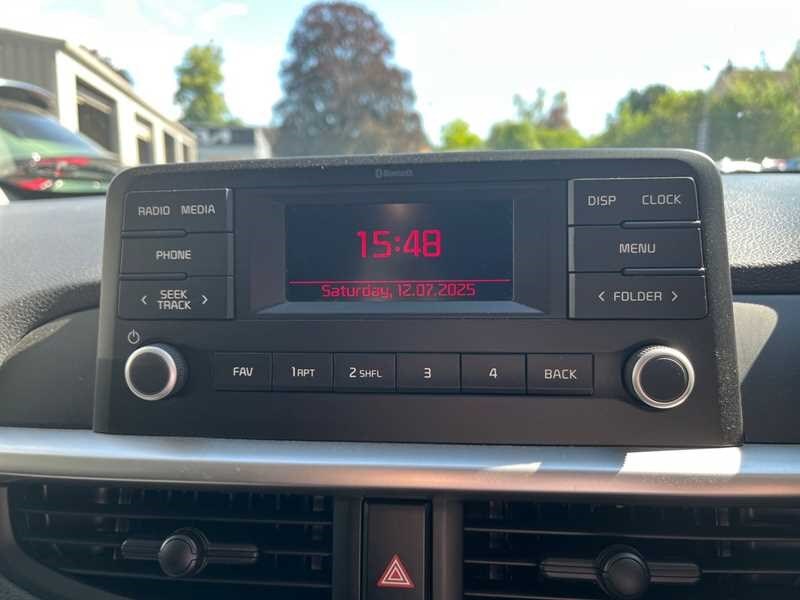 Bluetooth
RADIO MEDIA
PHONE
< SEEK TRACK >
15:48
Saturday, 12.07.2025
DISP CLOCK
MENU
< FOLDER >
FAV
1 RPT
2 SHFL
3
4
BACK